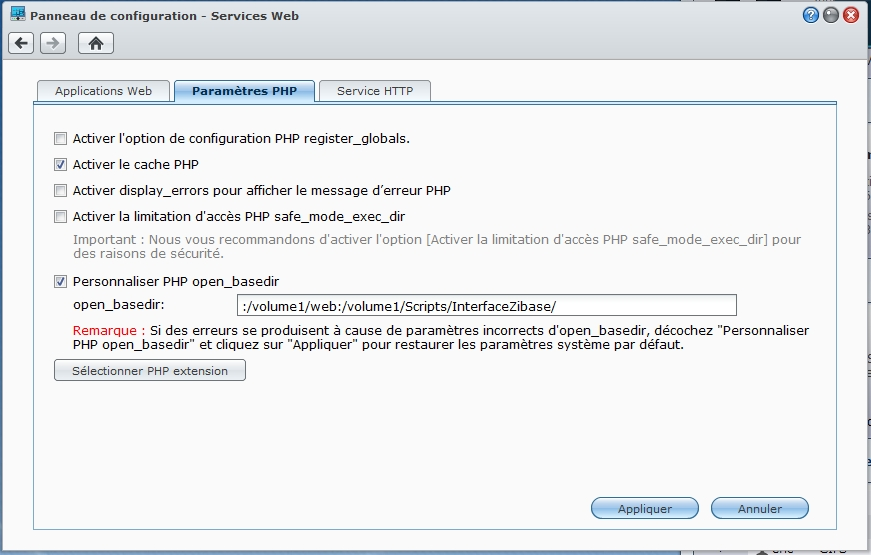 Panneau de configuration - Services Web
Applications Web
Paramètres PHP
Service HTTP
Activer l'option de configuration PHP register_globals.
Activer le cache PHP
Activer display_errors pour afficher le message d’erreur PHP
Activer la limitation d'accès PHP safe_mode_exec_dir
Important : Nous vous recommandons d'activer l'option [Activer la limitation d'accès PHP safe_mode_exec_dir] pour
des raisons de sécurité.
Personnaliser PHP open_basedir
open_basedir:
:/volume1/web:/volume1/Scripts/InterfaceZibase/
Remarque : Si des erreurs se produisent à cause de paramètres incorrects d'open_basedir, décochez "Personnaliser
PHP open_basedir" et cliquez sur "Appliquer" pour restaurer les paramètres système par défaut.
Sélectionner PHP extension
Appliquer
Annuler